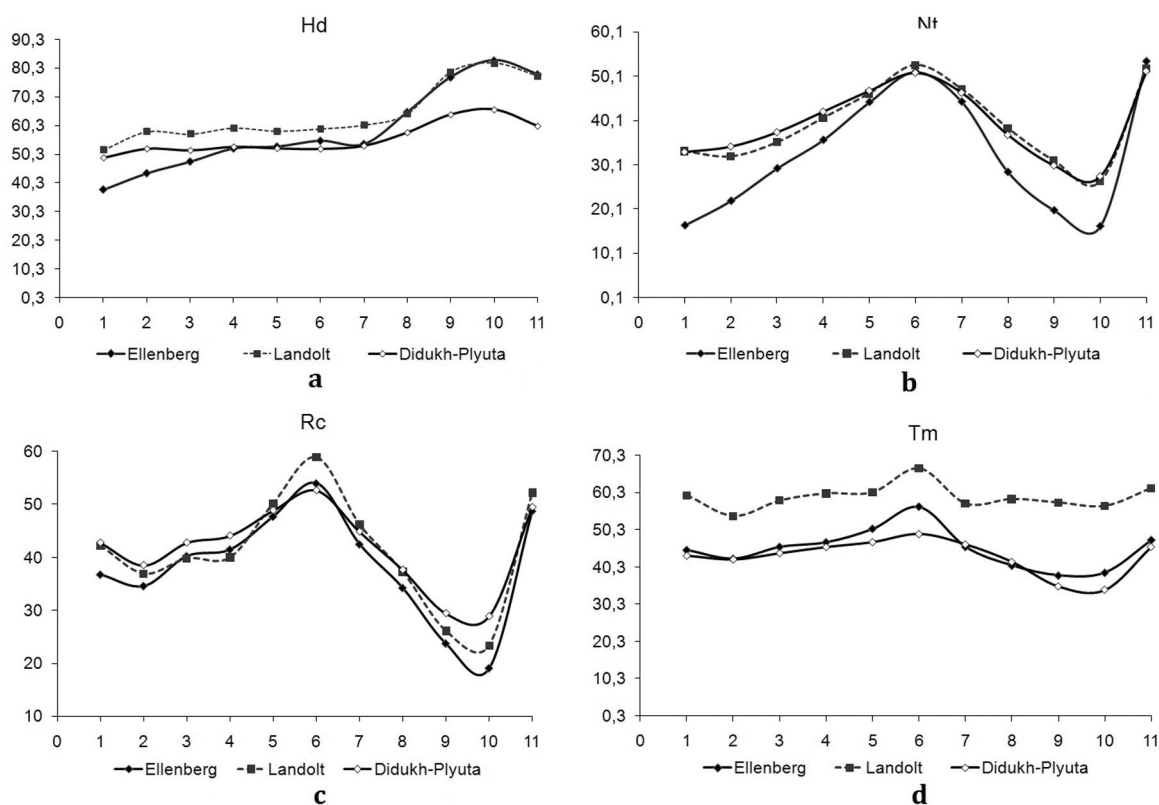 Hd
90,3
80,3
70,3
60,3
50,3
40,3
30,3
20,3
10,3
0,3
0 1 2 3 4 5 6 7 8 9 10 11
Ellenberg Landolt Didukh-Plyuta
a
Nt
60,1
50,1
40,1
30,1
20,1
10,1
0,1
0 1 2 3 4 5 6 7 8 9 10 11
Ellenberg Landolt Didukh-Plyuta
b
Rc
60
50
40
30
20
10
0 1 2 3 4 5 6 7 8 9 10 11
Ellenberg Landolt Didukh-Plyuta
c
Tm
70,3
60,3
50,3
40,3
30,3
20,3
10,3
0,3
0 1 2 3 4 5 6 7 8 9 10 11
Ellenberg Landolt Didukh-Plyuta
d